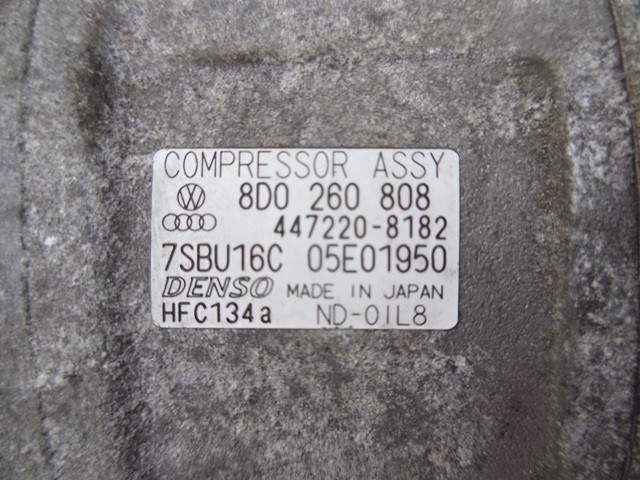 COMPRESSOR ASSY
8D0 260 808
447220-8182
7SBU16C 05E01950
DENSO MADE IN JAPAN
HFC134a ND-OIL8